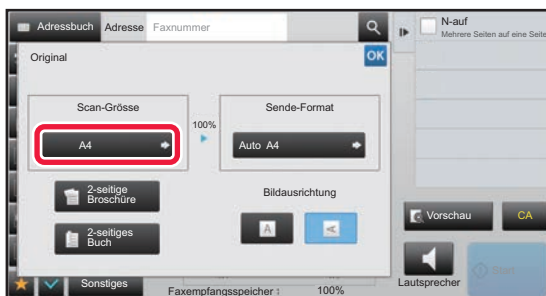 Adressbuch Adresse Faxnummer
N-auf
Mehrere Seiten auf eine Seite
Original
OK
Scan-Grösse
100%
Sende-Format
A4
Auto A4
2-seitige
Broschüre
Bildausrichtung
2-seitiges
Buch
A
A
Vorschau
CA
Sonstiges
Faxempfangsspeicher :
100%
Lautsprecher
Start